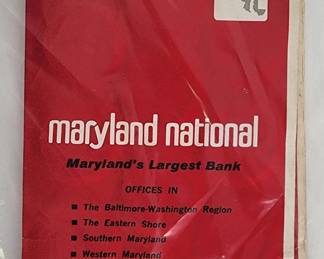 maryland national
Maryland's Largest Bank
OFFICES IN
■ The Baltimore-Washington Region
■ The Eastern Shore
■ Southern Maryland
■ Western Maryland